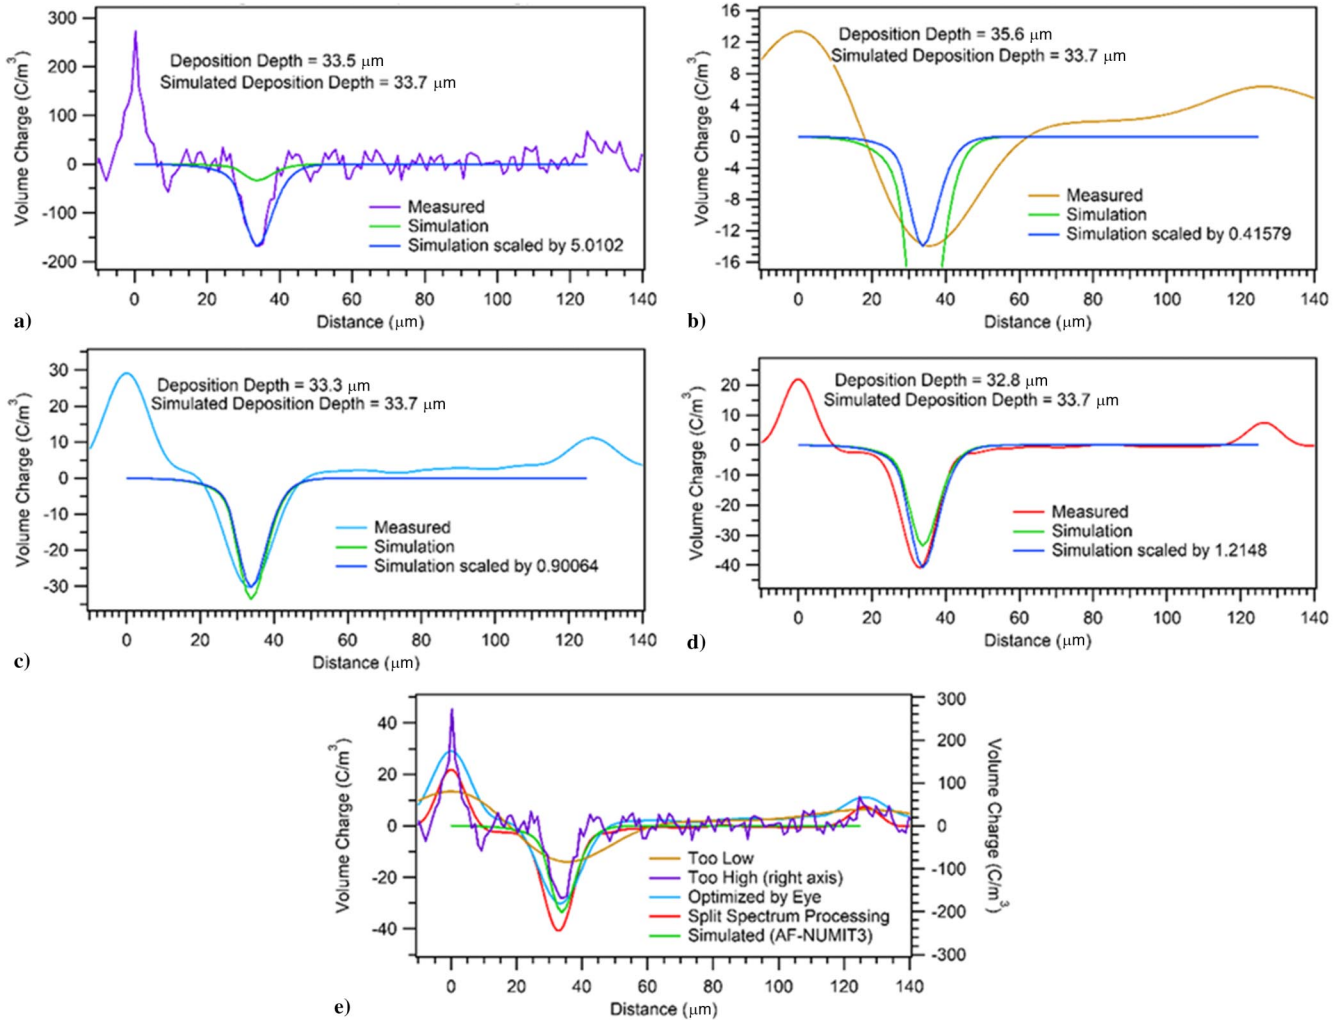 300
200
100
0
-100
-200
Volume Charge (C/m3)
Deposition Depth = 33.5 μm
Simulated Deposition Depth = 33.7 μm
Measured
Simulation
Simulation scaled by 5.0102
0 20 40 60 80 100 120 140
Distance (μm)
a)
16
12
8
4
0
-4
-8
-12
-16
Volume Charge (C/m3)
Deposition Depth = 35.6 μm
Simulated Deposition Depth = 33.7 μm
Measured
Simulation
Simulation scaled by 0.41579
0 20 40 60 80 100 120 140
Distance (μm)
b)
30
20
10
0
-10
-20
-30
Volume Charge (C/m3)
Deposition Depth = 33.3 μm
Simulated Deposition Depth = 33.7 μm
Measured
Simulation
Simulation scaled by 0.90064
0 20 40 60 80 100 120 140
Distance (μm)
c)
20
10
0
-10
-20
-30
-40
Volume Charge (C/m3)
Deposition Depth = 32.8 μm
Simulated Deposition Depth = 33.7 μm
Measured
Simulation
Simulation scaled by 1.2148
0 20 40 60 80 100 120 140
Distance (μm)
d)
40
20
0
-20
-40
Volume Charge (C/m3)
Too Low
Too High (right axis)
Optimized by Eye
Split Spectrum Processing
Simulated (AF-NUMIT3)
300
200
100
0
-100
-200
-300
Volume Charge (C/m3)
0 20 40 60 80 100 120 140
Distance (μm)
e)